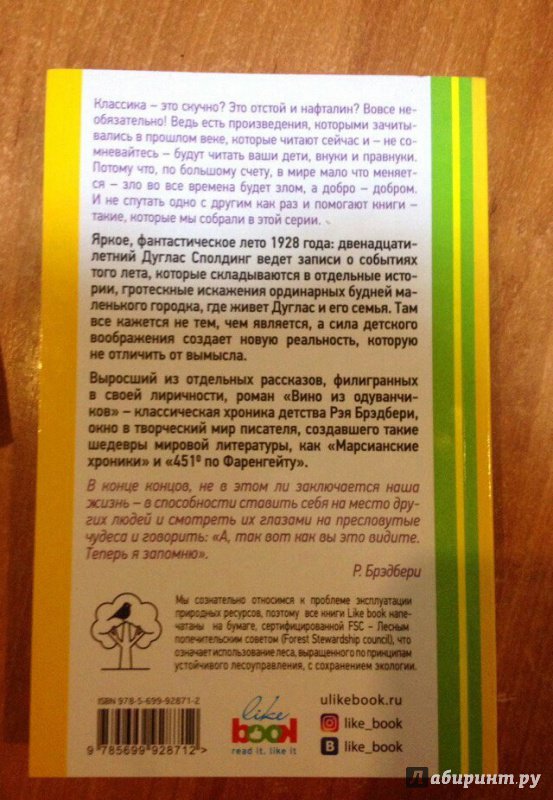 Классика – это скучно? Это отстой и нафталин? Вовсе не-
обязательно! Ведь есть произведения, которыми зачиты-
вались в прошлом веке, которые читают сейчас и – не со-
мневайтесь – будут читать ваши дети, внуки и правнуки.
Потому что, по большому счету, в мире мало что меняет-
ся – зло во все времена будет злом, а добро – добром.
И не спутать одно с другим как раз и помогают книги –
такие, которые мы собрали в этой серии.
Яркое, фантастическое лето 1928 года: двенадцати-
летний Дуглас Сполдинг ведет записи о событиях
того лета, которые складываются в отдельные исто-
рии, гротескные искажения ординарных будней ма-
ленького городка, где живет Дуглас и его семья. Там
все кажется не тем, чем является, а сила детского
воображения создает новую реальность, которую
не отличить от вымысла.
Выросший из отдельных рассказов, филигранных
в своей лиричности, роман «Вино из одуванчи-
ков» – классическая хроника детства Рэя Брэдбери,
окно в творческий мир писателя, создавшего такие
шедевры мировой литературы, как «Марсианские
хроники» и «451º по Фаренгейту».
В конце концов, не в этом ли заключается наша
жизнь – в способности ставить себя на место дру-
гих людей и смотреть их глазами на пресловутые
чудеса и говорить: «А, так вот как вы это видите.
Теперь я запомню».
Р. Брэдбери
Мы сознательно относимся к проблеме эксплуатации
природных ресурсов, поэтому все книги Like book напе-
чатаны на бумаге, сертифицированной FSC – Лесным
попечительским советом (Forest Stewardship council), что
означает использование леса, выращенного по принципам
устойчивого лесоуправления, с сохранением экологии.
ISBN 978-5-699-92871-2
9 785699 928712 >
like
book
read it. like it
ulikebook.ru
like_book
like_book
Лабиринт.ру